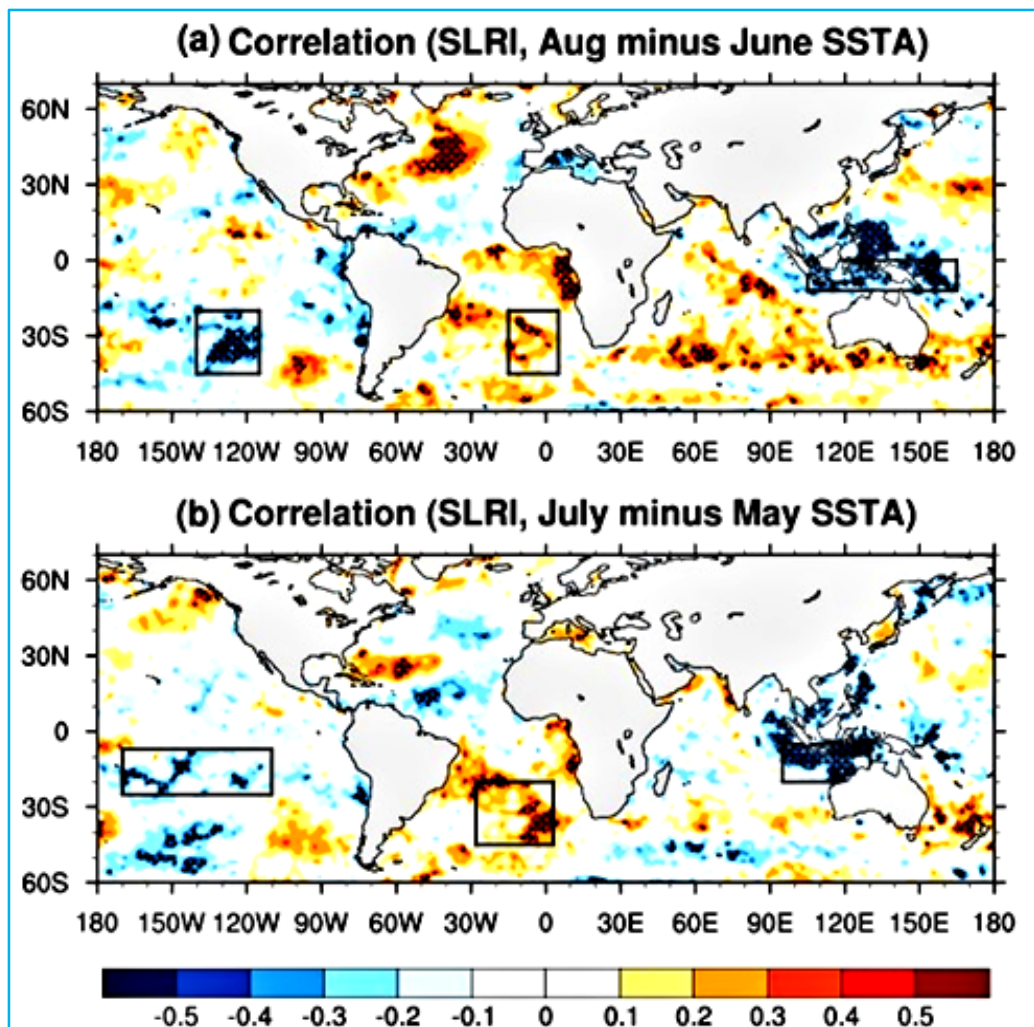 (a) Correlation (SLRI, Aug minus June SSTA)
60N
30N
0
30S
60S
180 150W 120W 90W 60W 30W 0 30E 60E 90E 120E 150E 180
(b) Correlation (SLRI, July minus May SSTA)
60N
30N
0
30S
60S
180 150W 120W 90W 60W 30W 0 30E 60E 90E 120E 150E 180
-0.5 -0.4 -0.3 -0.2 -0.1 0 0.1 0.2 0.3 0.4 0.5